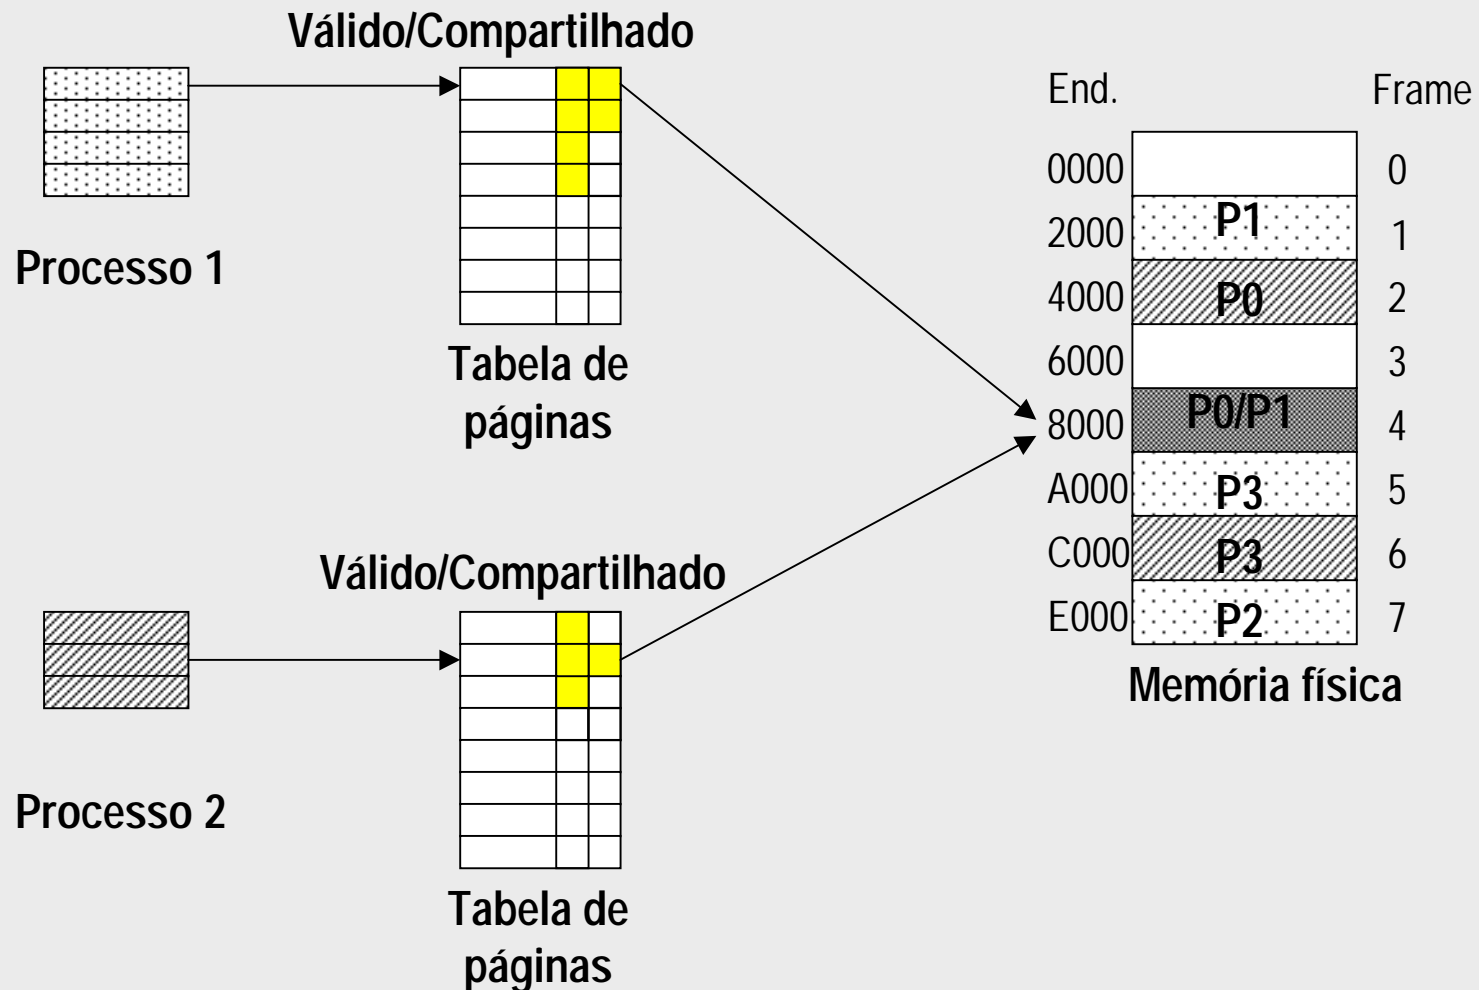 Válido/Compartilhado
Processo 1
Tabela de
páginas
Válido/Compartilhado
Processo 2
Tabela de
páginas
End. Frame
0000 0
2000 P1 1
4000 P0 2
6000 3
8000 P0/P1 4
A000 P3 5
C000 P3 6
E000 P2 7
Memória física